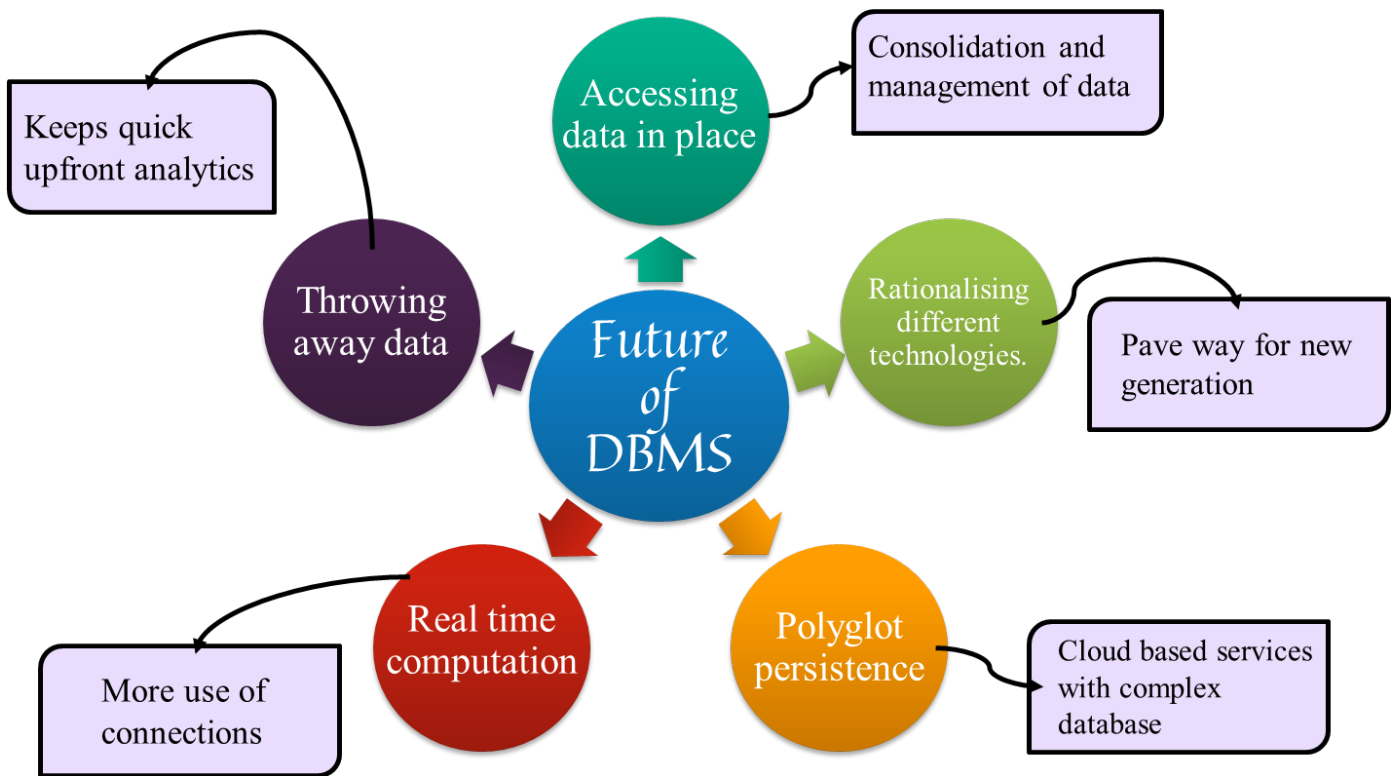 Accessing
data in place
Consolidation and
management of data
Rationalising
different
technologies.
Pave way for new
generation
Polyglot
persistence
Cloud based services
with complex
database
Real time
computation
More use of
connections
Throwing
away data
Keeps quick
upfront analytics
Future
of
DBMS